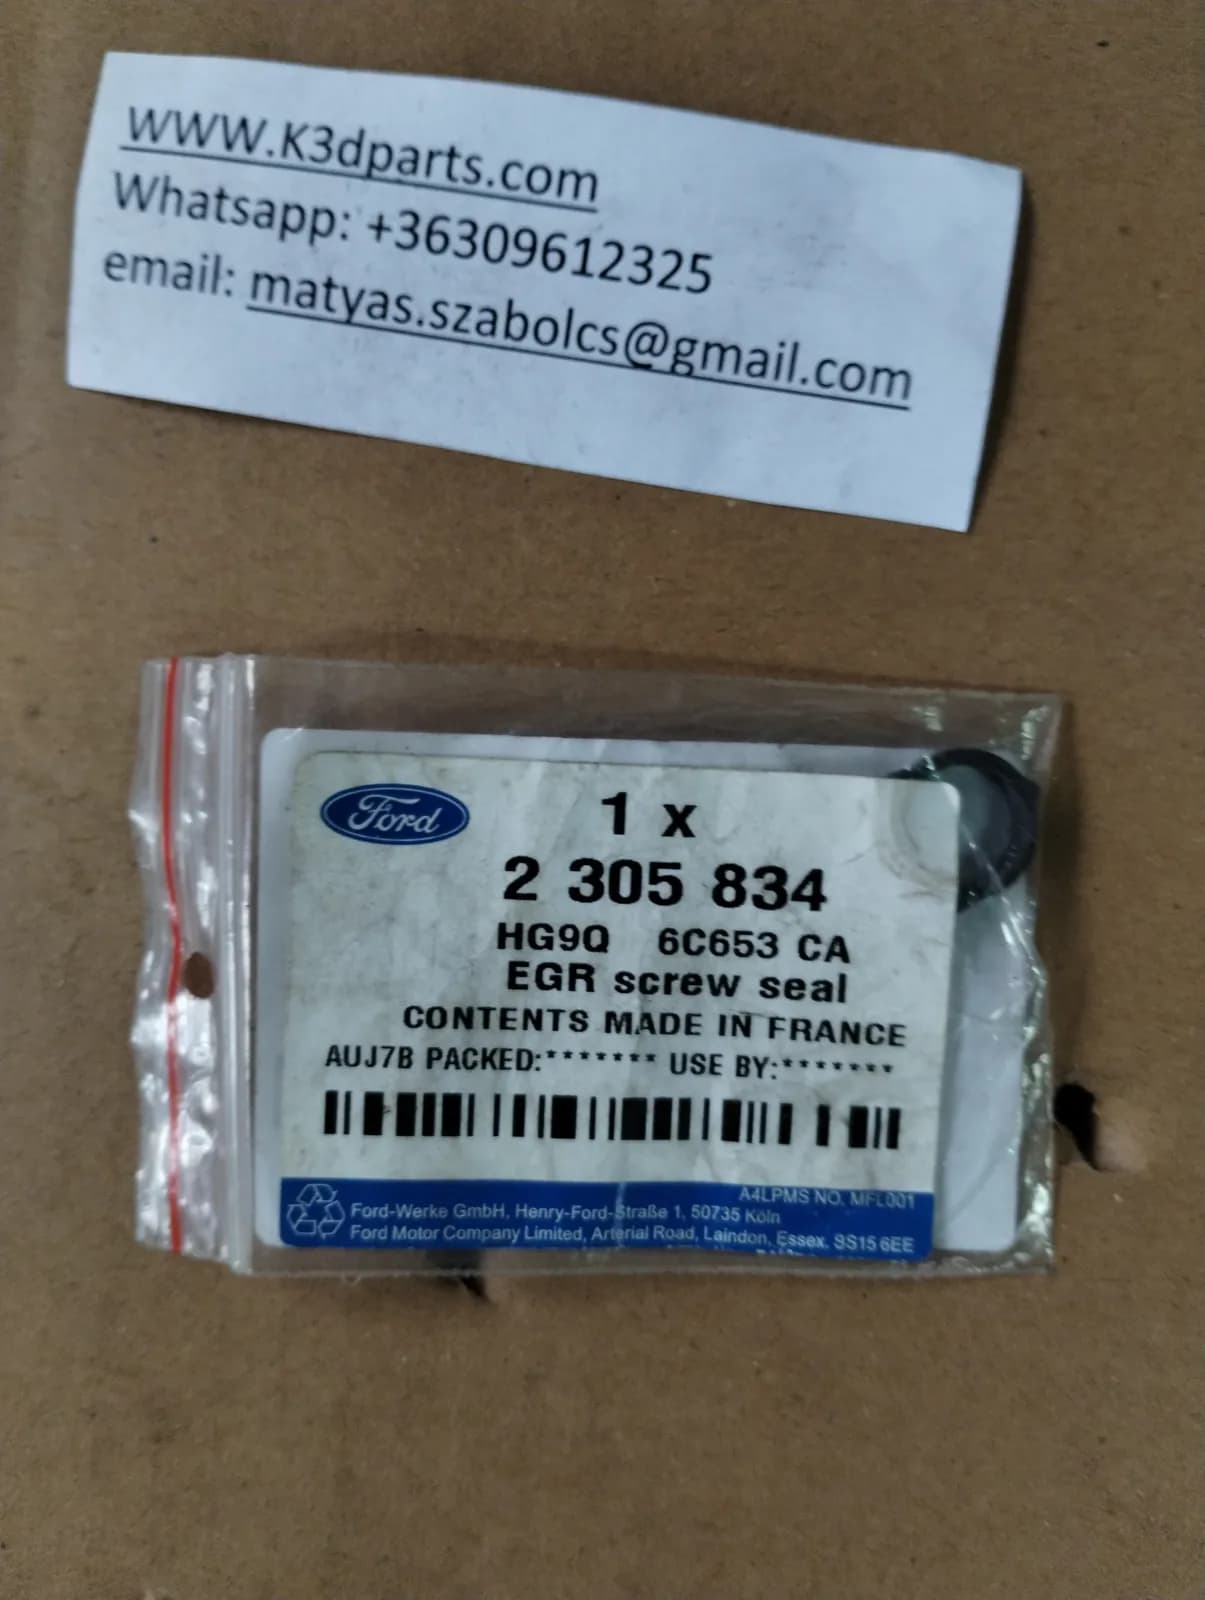 WWW.K3dparts.com
Whatsapp: +36309612325
email: matyas.szabolcs@gmail.com
Ford
1 x
2 305 834
HG9Q 6C653 CA
EGR screw seal
CONTENTS MADE IN FRANCE
AUJ7B PACKED:******* USE BY:*******
A4LPMS NO. MFL001
Ford-Werke GmbH, Henry-Ford-Straße 1, 50735 Köln
Ford Motor Company Limited, Arterial Road, Laindon, Essex. SS15 6EE